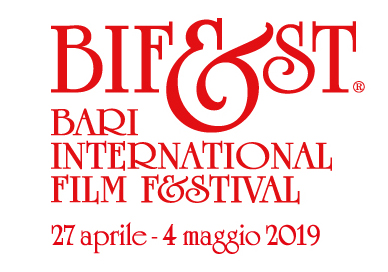 BIF&ST®
BARI
INTERNATIONAL
FILM F&STIVAL
27 aprile - 4 maggio 2019